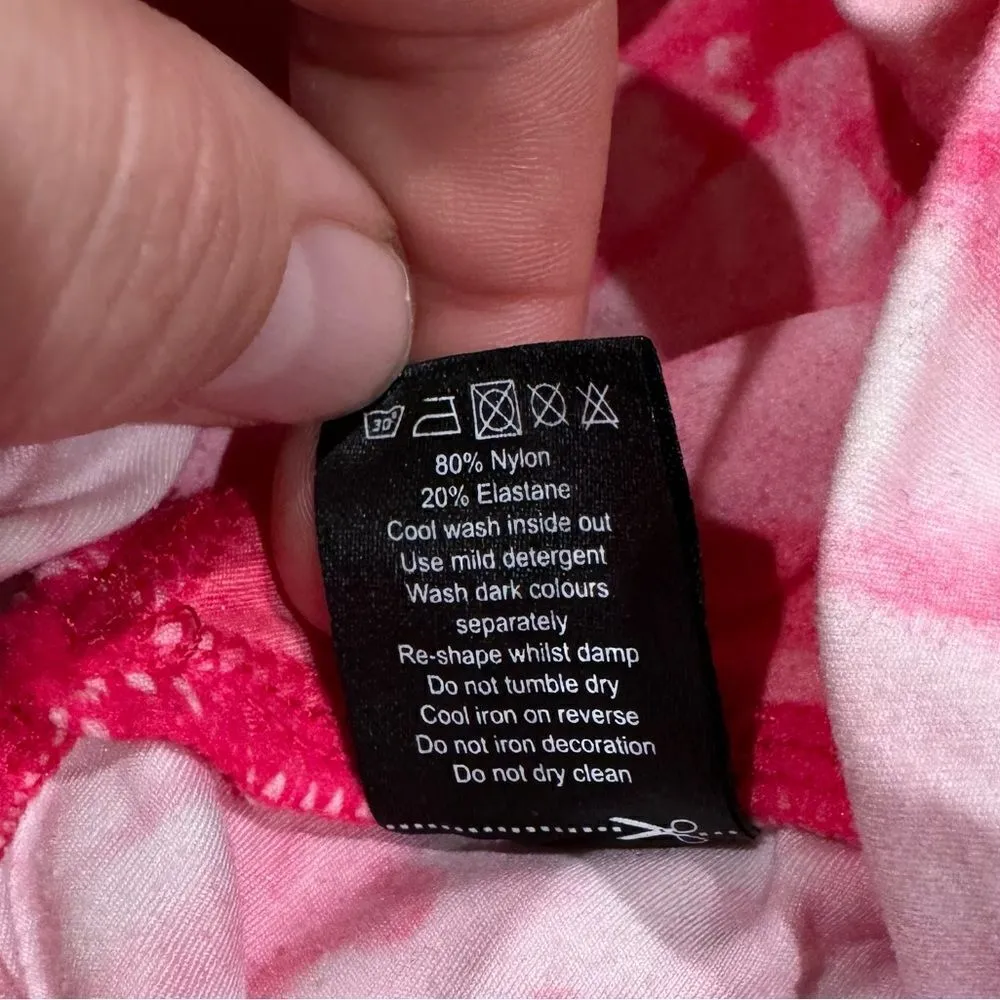 30°
80% Nylon
20% Elastane
Cool wash inside out
Use mild detergent
Wash dark colours
separately
Re-shape whilst damp
Do not tumble dry
Cool iron on reverse
Do not iron decoration
Do not dry clean